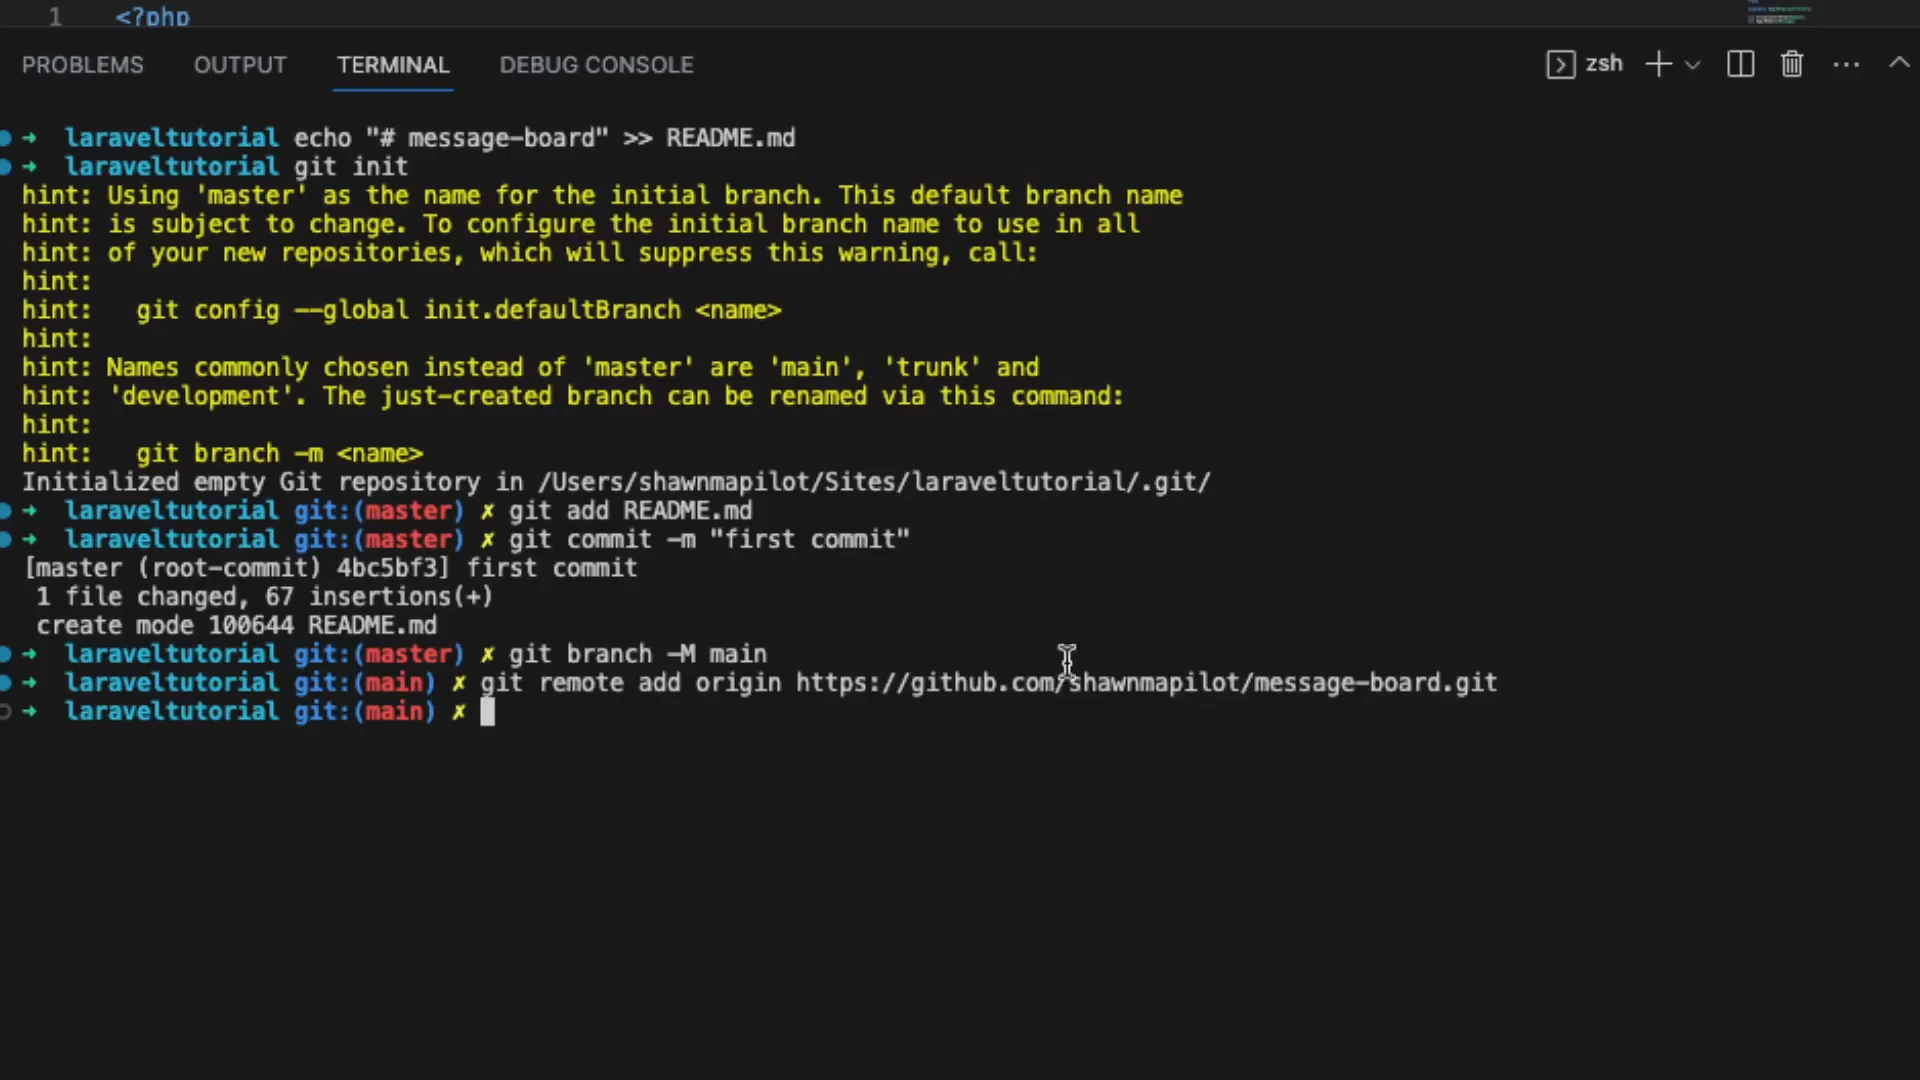 1 <?php
PROBLEMS OUTPUT TERMINAL DEBUG CONSOLE zsh
➜ laraveltutorial echo "# message-board" >> README.md
➜ laraveltutorial git init
hint: Using 'master' as the name for the initial branch. This default branch name
hint: is subject to change. To configure the initial branch name to use in all
hint: of your new repositories, which will suppress this warning, call:
hint:
hint:   git config --global init.defaultBranch <name>
hint:
hint: Names commonly chosen instead of 'master' are 'main', 'trunk' and
hint: 'development'. The just-created branch can be renamed via this command:
hint:
hint:   git branch -m <name>
Initialized empty Git repository in /Users/shawnmapilot/Sites/laraveltutorial/.git/
➜ laraveltutorial git:(master) ✗ git add README.md
➜ laraveltutorial git:(master) ✗ git commit -m "first commit"
[master (root-commit) 4bc5bf3] first commit
 1 file changed, 67 insertions(+)
 create mode 100644 README.md
➜ laraveltutorial git:(master) ✗ git branch -M main
➜ laraveltutorial git:(main) ✗ git remote add origin https://github.com/shawnmapilot/message-board.git
➜ laraveltutorial git:(main) ✗